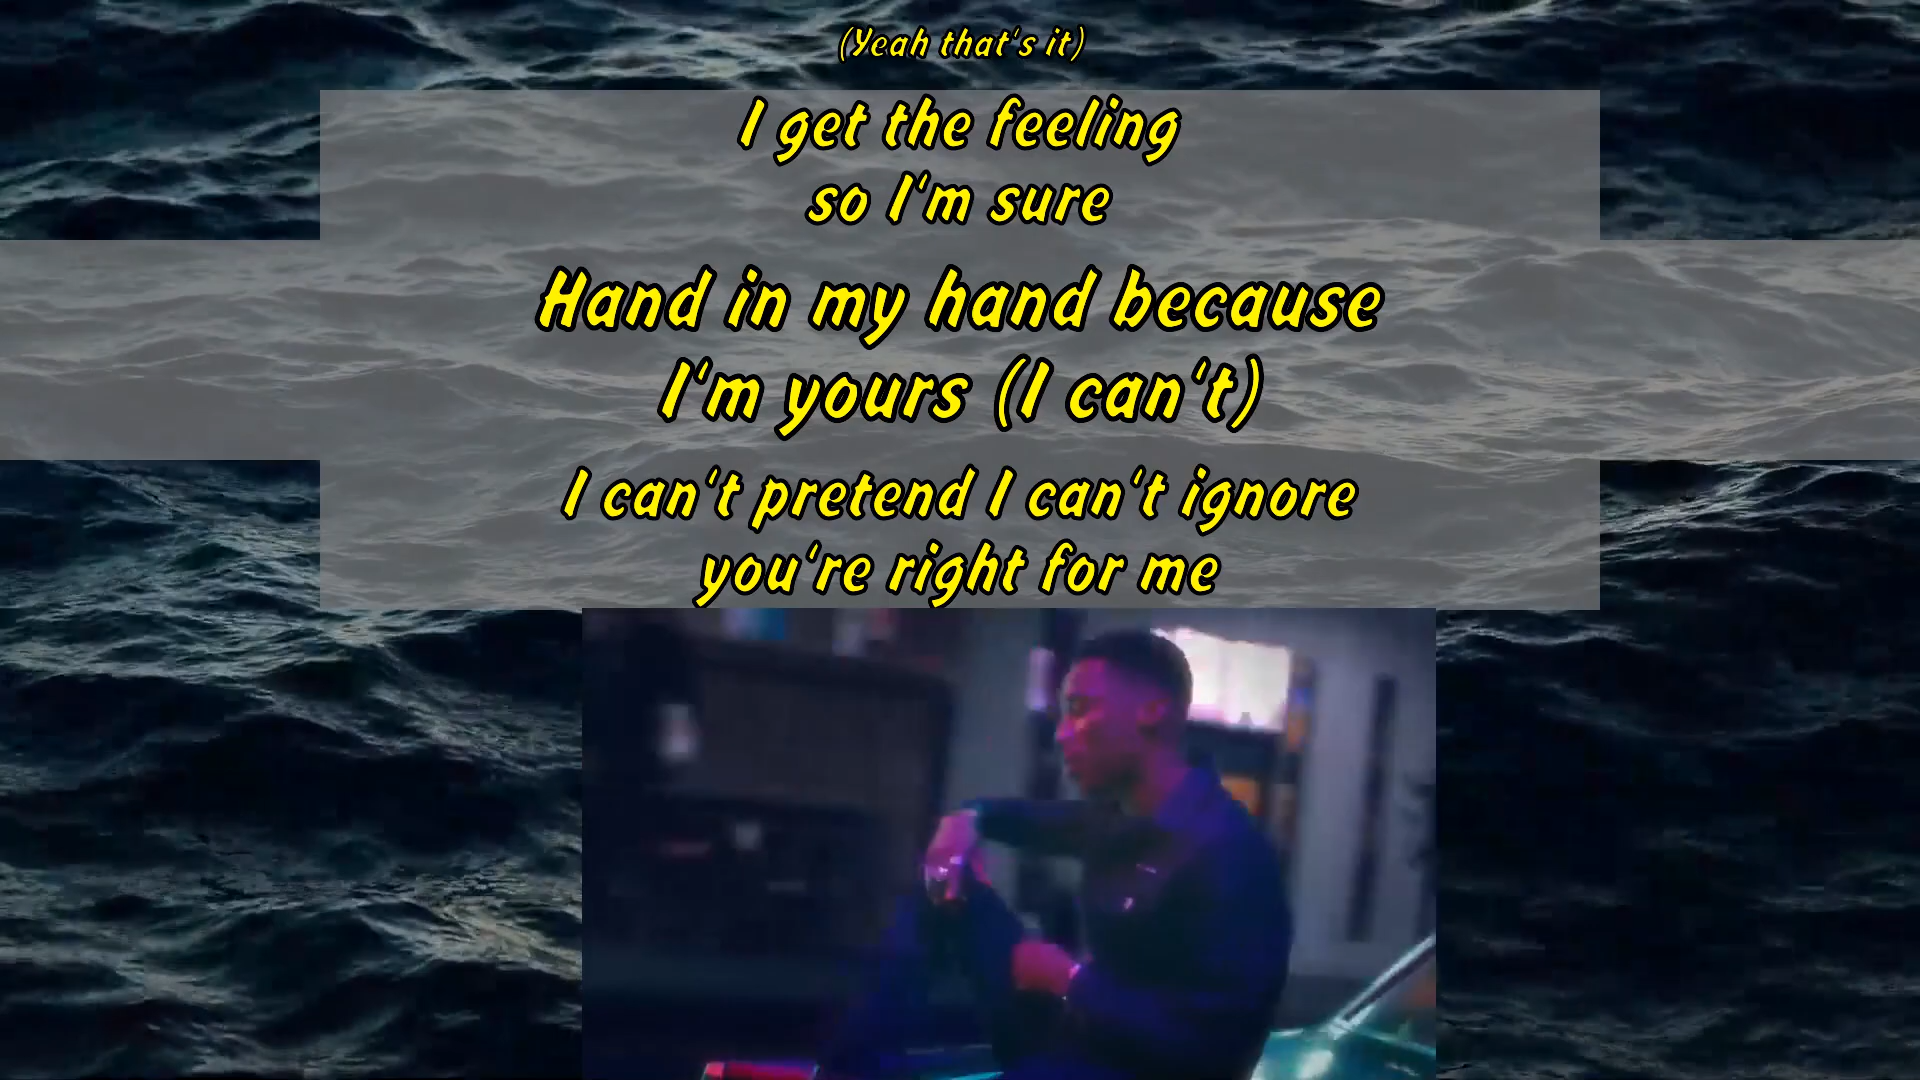 (Yeah that's it)
I get the feeling
so I'm sure
Hand in my hand because
I'm yours (I can't)
I can't pretend I can't ignore
you're right for me